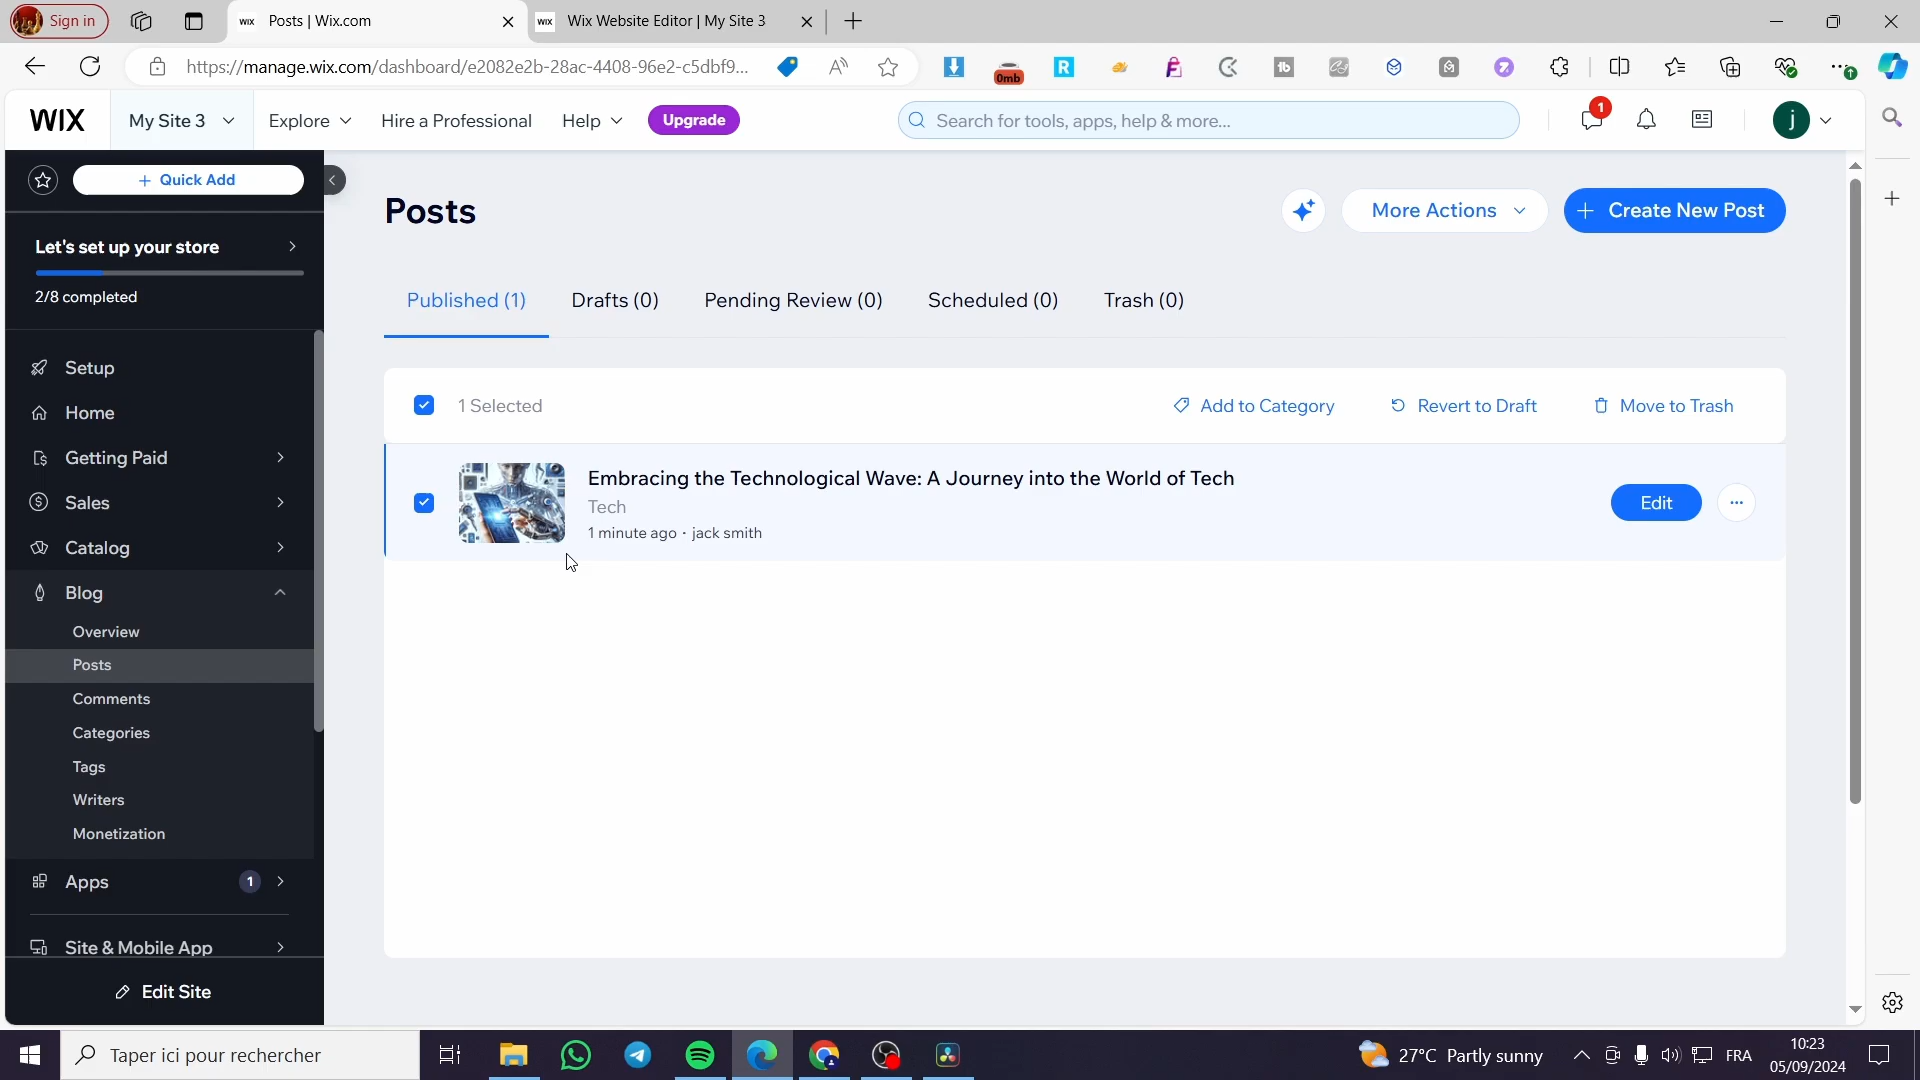 Sign in
wix Posts | Wix.com
wix Wix Website Editor | My Site 3
https://manage.wix.com/dashboard/e2082e2b-28ac-4408-96e2-c5dbf9...
0mb
WIX
My Site 3
Explore
Hire a Professional
Help
Upgrade
Search for tools, apps, help & more...
1
j
+ Quick Add
Let's set up your store
2/8 completed
Setup
Home
Getting Paid
Sales
Catalog
Blog
Overview
Posts
Comments
Categories
Tags
Writers
Monetization
Apps 1
Site & Mobile App
Edit Site
Posts
More Actions
+ Create New Post
Published (1)
Drafts (0)
Pending Review (0)
Scheduled (0)
Trash (0)
1 Selected
Add to Category
Revert to Draft
Move to Trash
Embracing the Technological Wave: A Journey into the World of Tech
Tech
1 minute ago · jack smith
Edit
Taper ici pour rechercher
27°C Partly sunny
FRA
10:23
05/09/2024